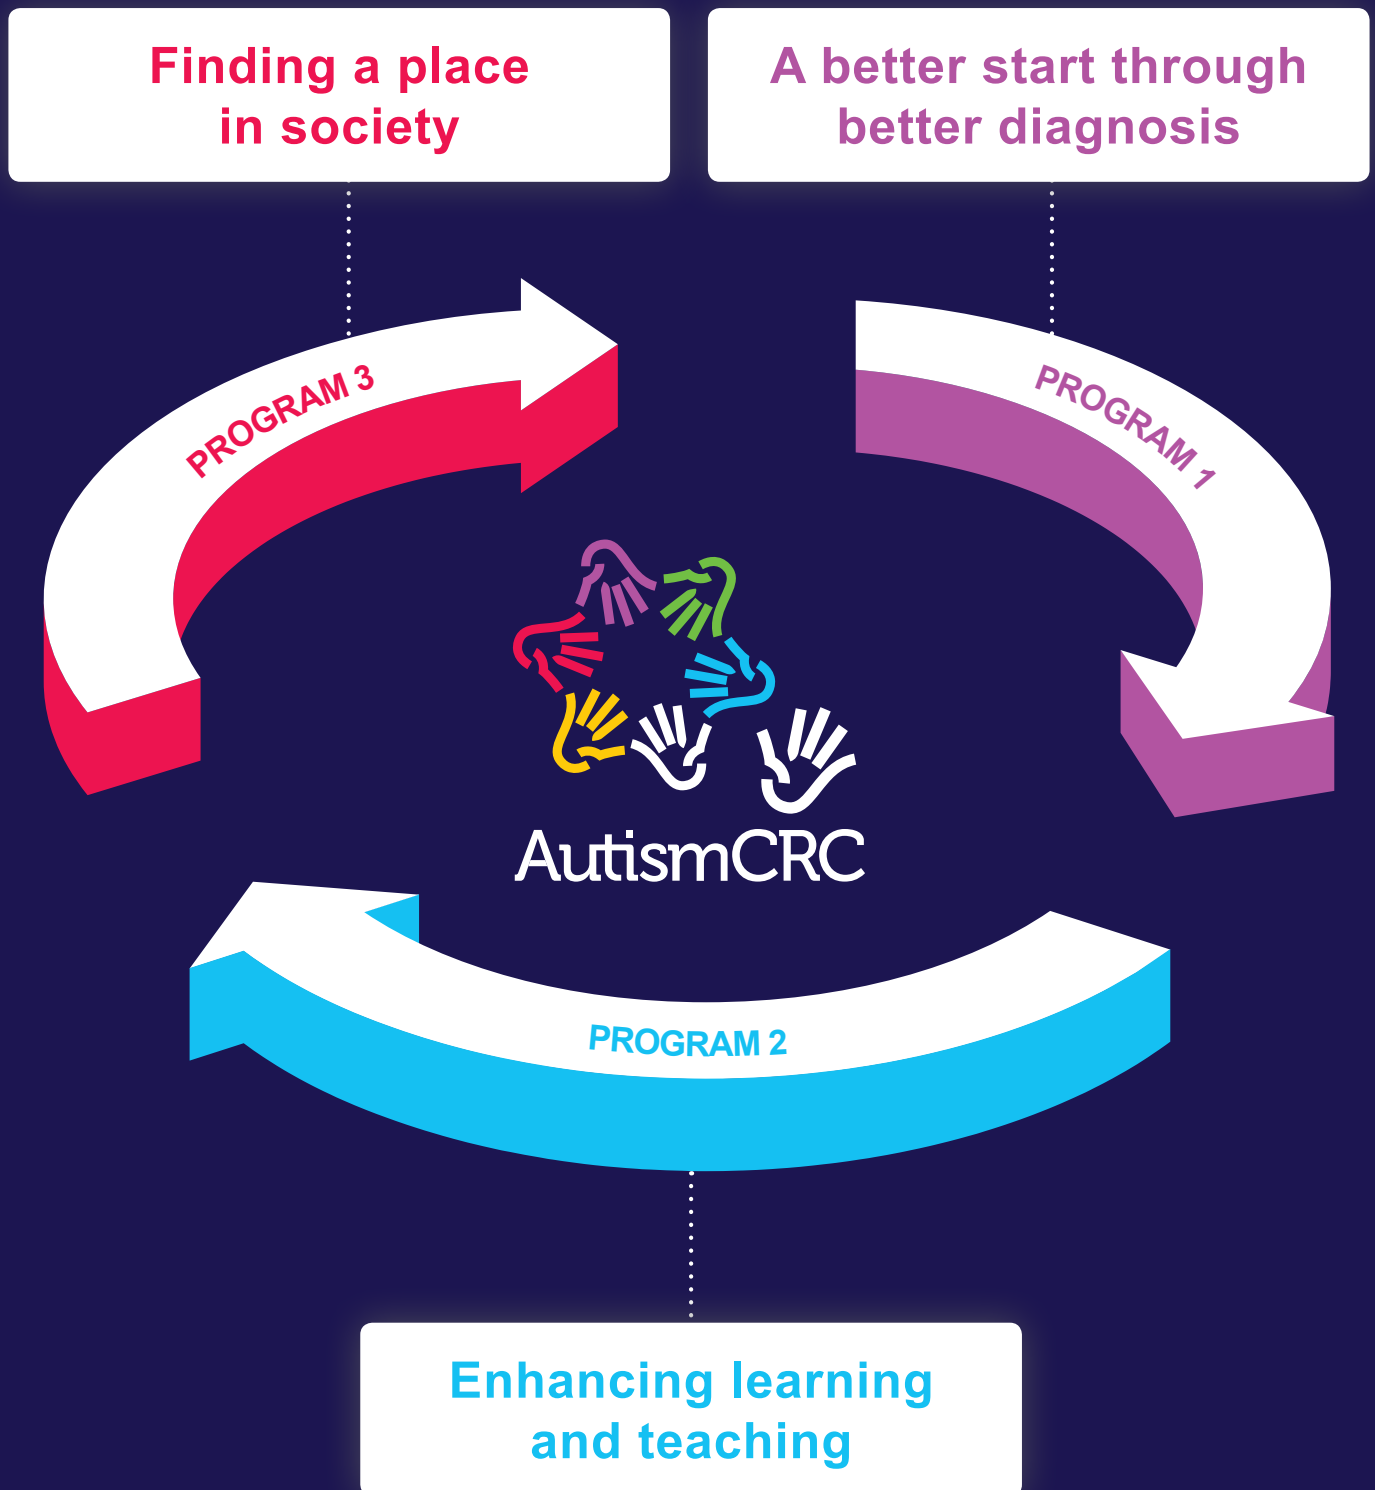 Finding a place
in society
A better start through
better diagnosis
PROGRAM 3
PROGRAM 1
AutismCRC
PROGRAM 2
Enhancing learning
and teaching